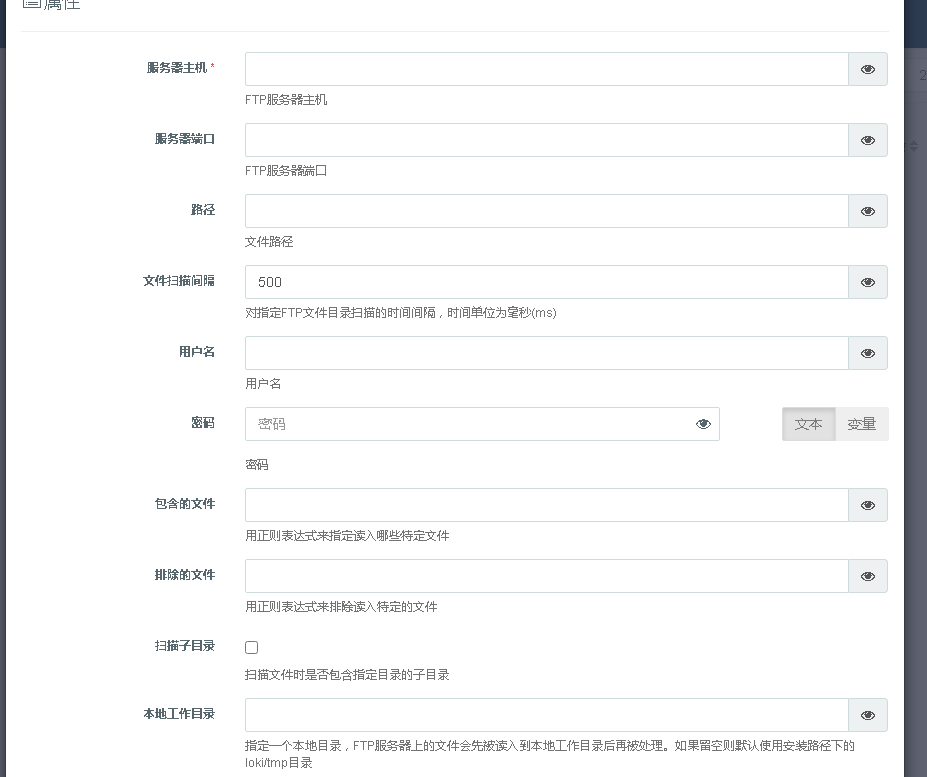 属性
服务器主机 *
FTP服务器主机
服务器端口
FTP服务器端口
路径
文件路径
文件扫描间隔
500
对指定FTP文件目录扫描的时间间隔，时间单位为毫秒(ms)
用户名
用户名
密码
密码
文本
变量
密码
包含的文件
用正则表达式来指定读入哪些特定文件
排除的文件
用正则表达式来排除读入特定的文件
扫描子目录
扫描文件时是否包含指定目录的子目录
本地工作目录
指定一个本地目录，FTP服务器上的文件会先被读入到本地工作目录后再被处理。如果留空则默认使用安装路径下的
loki/tmp目录